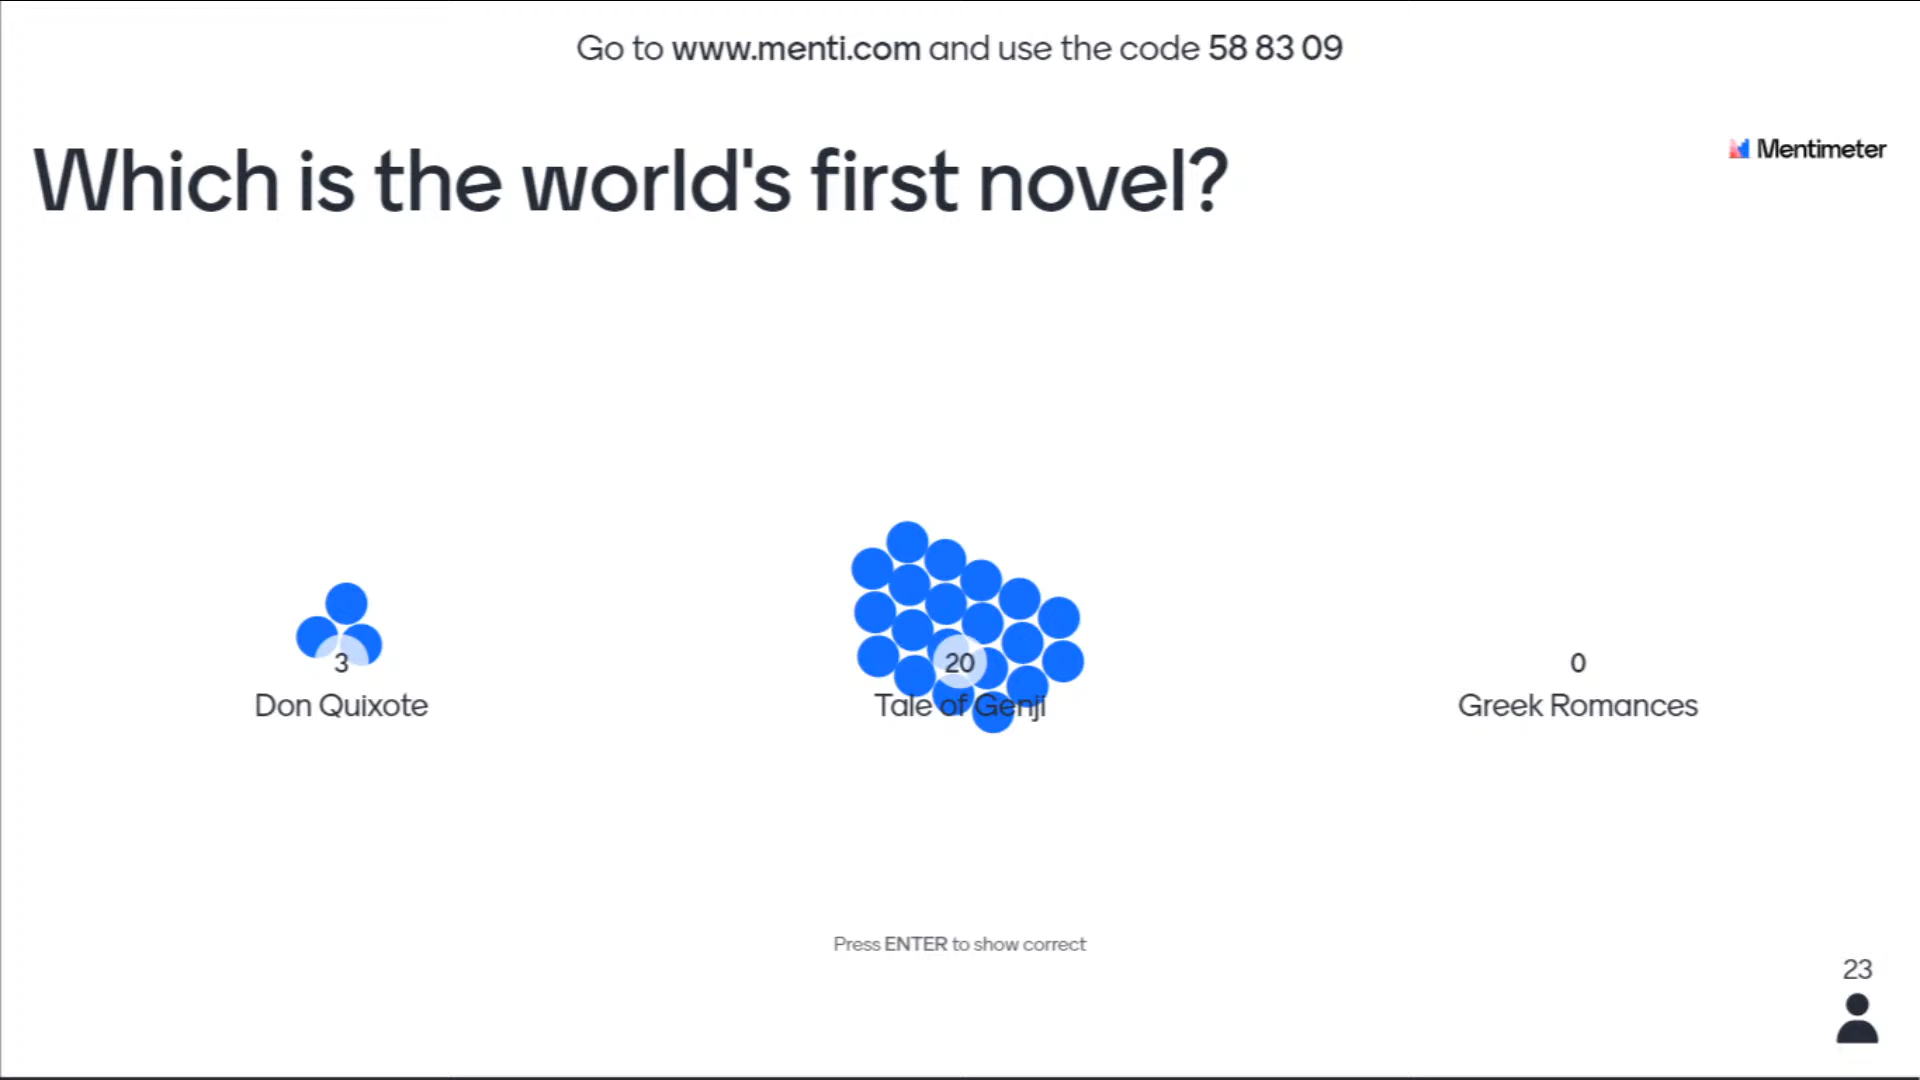 Go to www.menti.com and use the code 58 83 09
Which is the world's first novel?
Mentimeter
3
20
0
Don Quixote
Tale of Genji
Greek Romances
Press ENTER to show correct
23